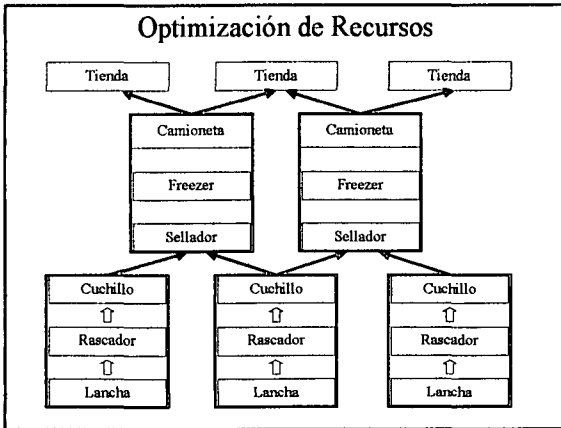 Optimización de Recursos
Tienda
Tienda
Tienda
Camioneta
Camioneta
Freezer
Freezer
Sellador
Sellador
Cuchillo
Cuchillo
Cuchillo
Rascador
Rascador
Rascador
Lancha
Lancha
Lancha